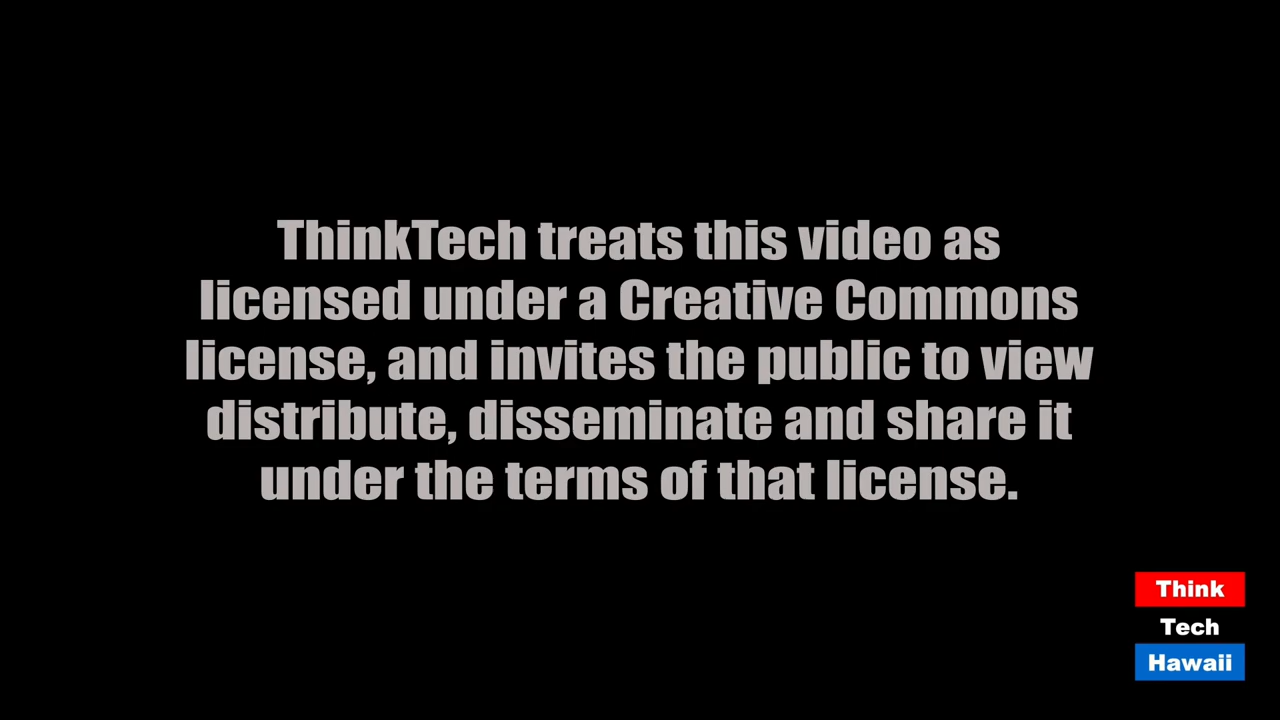 ThinkTech treats this video as
licensed under a Creative Commons
license, and invites the public to view
distribute, disseminate and share it
under the terms of that license.
Think
Tech
Hawaii